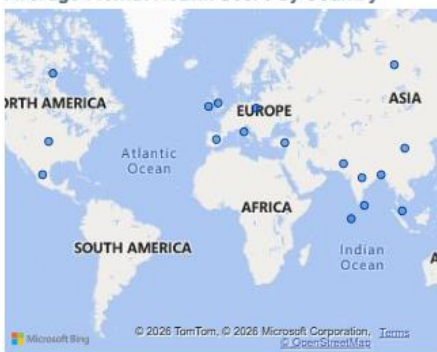 ORTH AMERICA
EUROPE
ASIA
Atlantic
Ocean
AFRICA
SOUTH AMERICA
Indian
Ocean
A
Microsoft Bing
© 2026 TomTom, © 2026 Microsoft Corporation, Terms
© OpenStreetMap